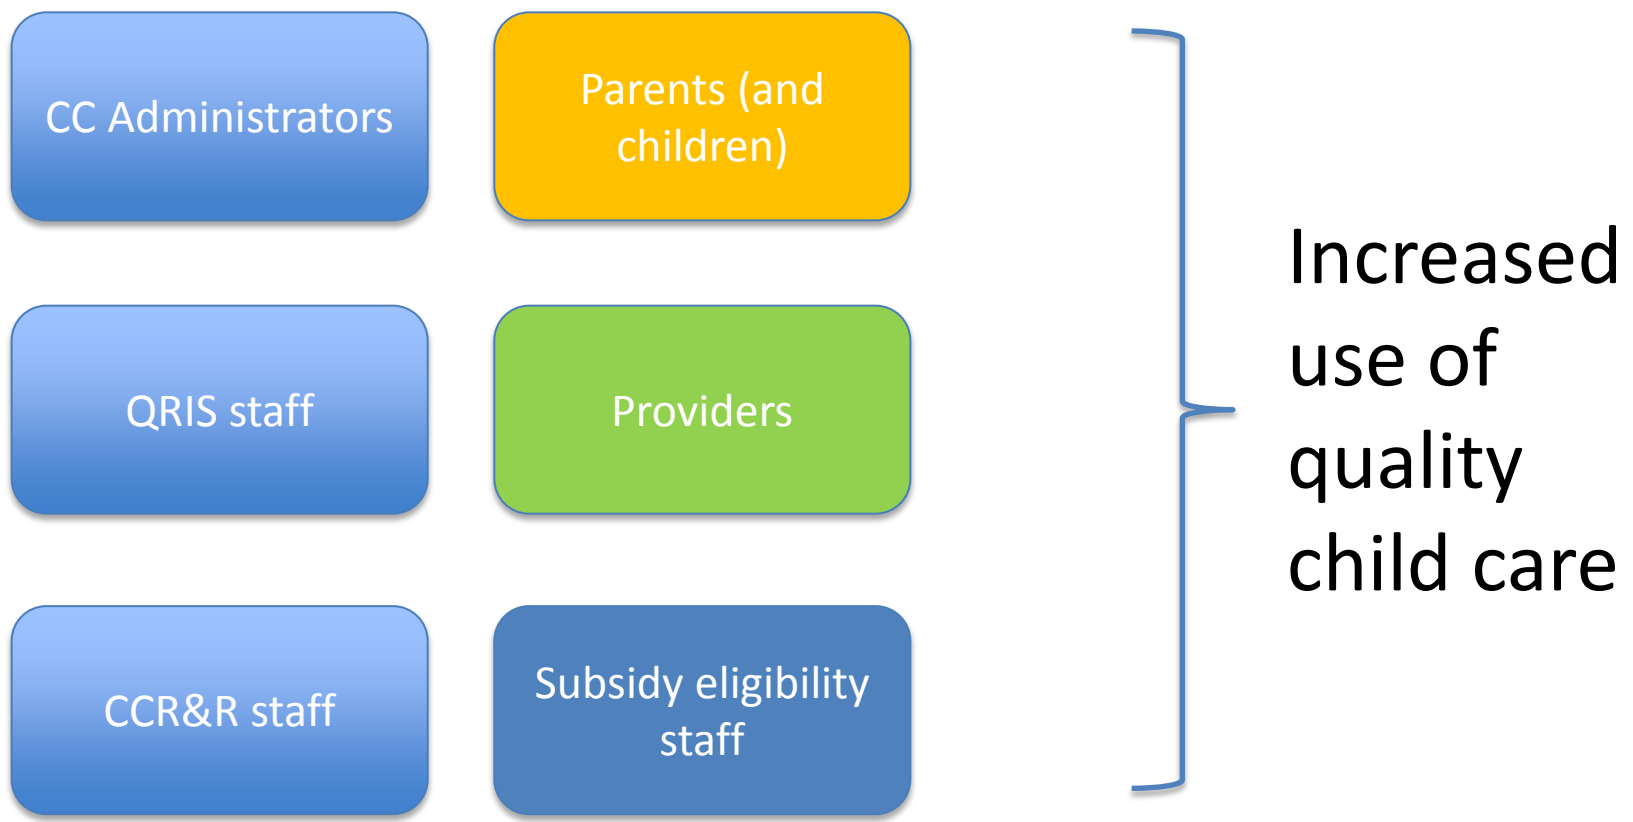 CC Administrators
Parents (and
children)
QRIS staff
Providers
CCR&R staff
Subsidy eligibility
staff
Increased
use of
quality
child care